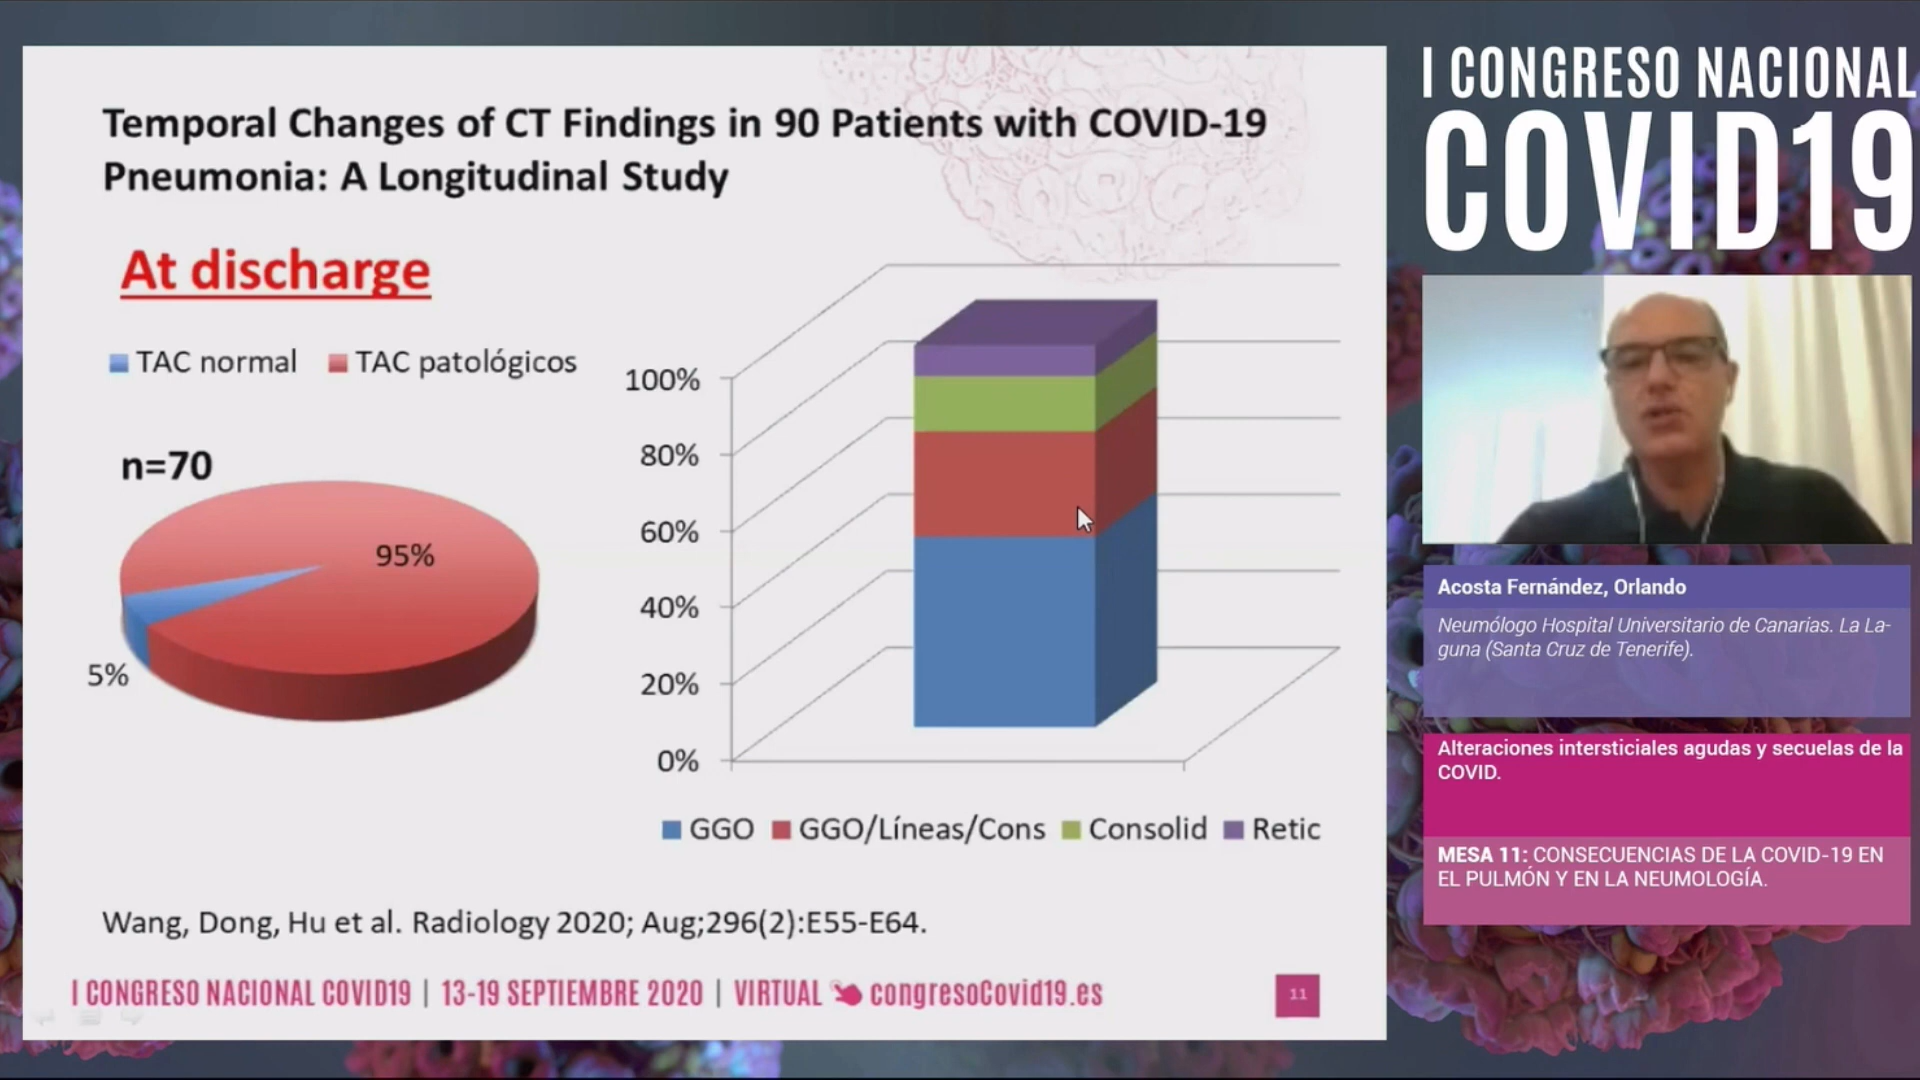 Temporal Changes of CT Findings in 90 Patients with COVID-19
Pneumonia: A Longitudinal Study
At discharge
TAC normal TAC patológicos
n=70
95%
5%
100%
80%
60%
40%
20%
0%
GGO GGO/Líneas/Cons Consolid Retic
Wang, Dong, Hu et al. Radiology 2020; Aug;296(2):E55-E64.
I CONGRESO NACIONAL COVID19 | 13-19 SEPTIEMBRE 2020 | VIRTUAL congresoCovid19.es
11
I CONGRESO NACIONAL
COVID19
Acosta Fernández, Orlando
Neumólogo Hospital Universitario de Canarias. La La-
guna (Santa Cruz de Tenerife).
Alteraciones intersticiales agudas y secuelas de la
COVID.
MESA 11: CONSECUENCIAS DE LA COVID-19 EN
EL PULMÓN Y EN LA NEUMOLOGÍA.